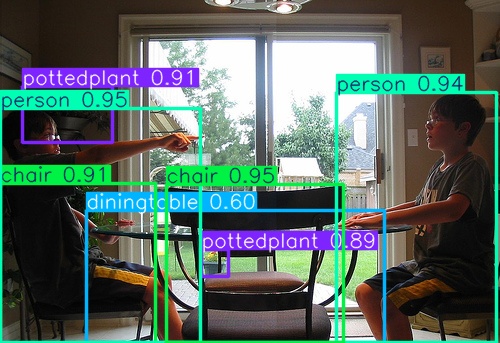 pottedplant 0.91
person 0.94
person 0.95
chair 0.91
chair 0.95
diningtable 0.60
pottedplant 0.89